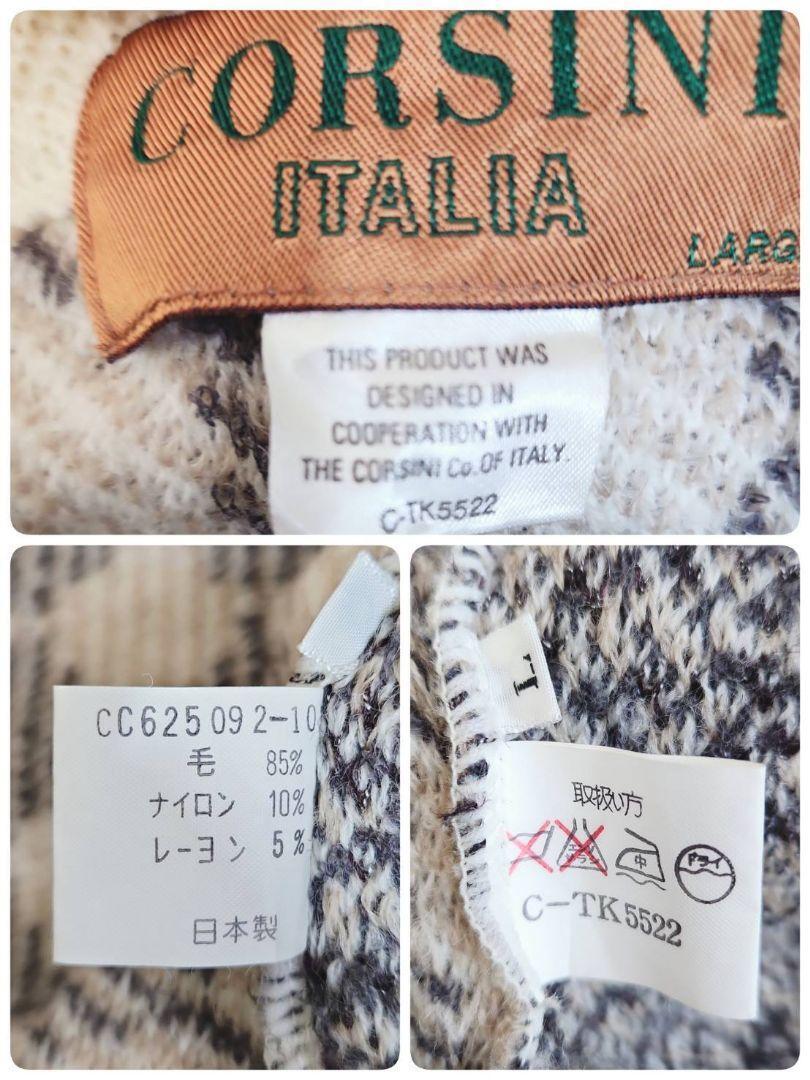 CORSINI
ITALIA
LARG
THIS PRODUCT WAS
DESIGNED IN
COOPERATION WITH
THE CORSINI Co. OF ITALY.
C-TK5522
CC625092-10
毛 85%
ナイロン 10%
レーヨン 5%
日本製
L
取扱い方
中
ドライ
C-TK5522